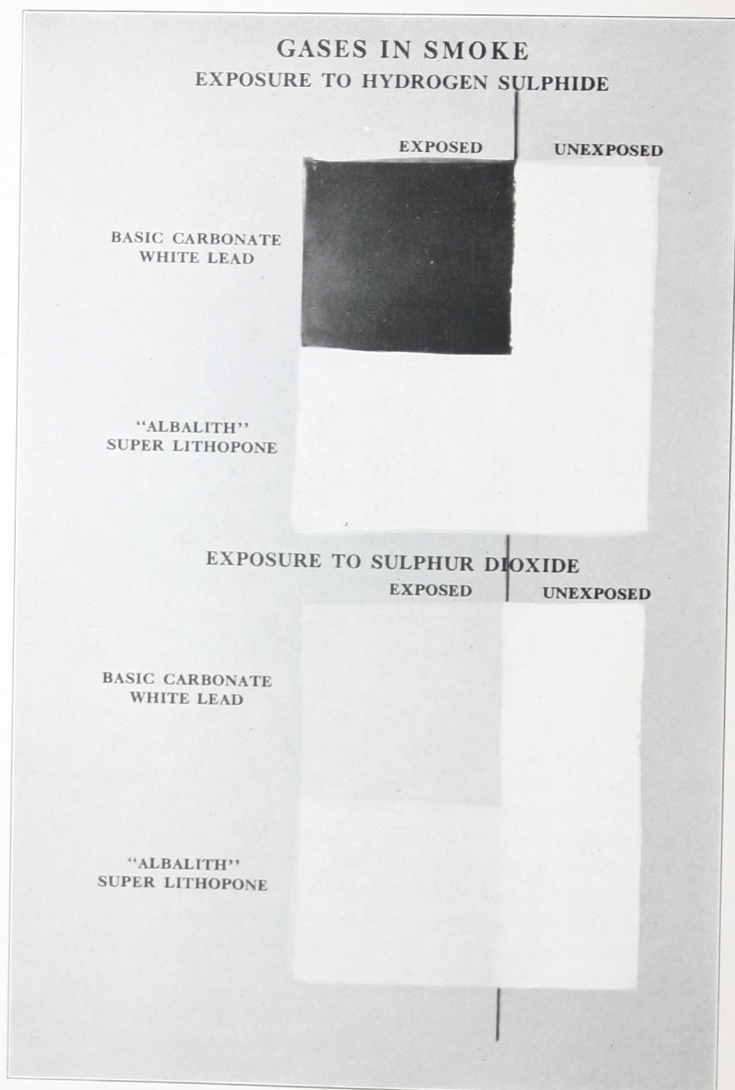 GASES IN SMOKE
EXPOSURE TO HYDROGEN SULPHIDE
EXPOSED UNEXPOSED
BASIC CARBONATE
WHITE LEAD
"ALBALITH"
SUPER LITHOPONE
EXPOSURE TO SULPHUR DIOXIDE
EXPOSED UNEXPOSED
BASIC CARBONATE
WHITE LEAD
"ALBALITH"
SUPER LITHOPONE